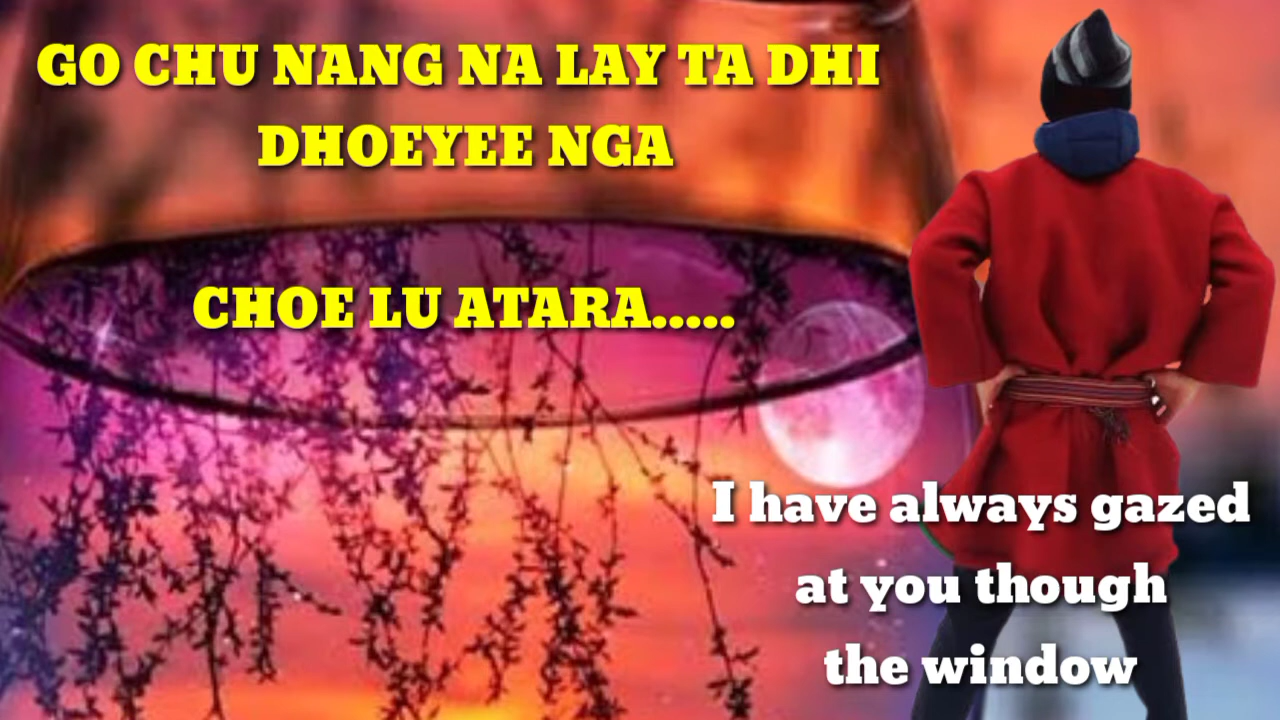 GO CHU NANG NA LAY TA DHI
DHOEYEE NGA
CHOE LU ATARA.....
I have always gazed
at you though
the window